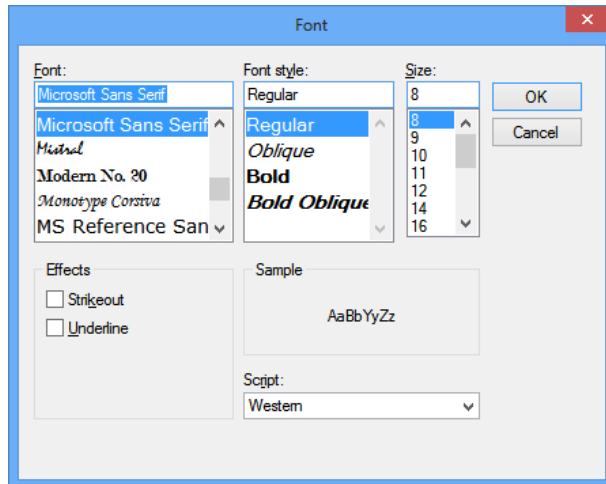 Font
Font:
Microsoft Sans Serif
Microsoft Sans Serif
Mistral
Modern No. 20
Monotype Corsiva
MS Reference San
Font style:
Regular
Regular
Oblique
Bold
Bold Oblique
Size:
8
8
9
10
11
12
14
16
OK
Cancel
Effects
Strikeout
Underline
Sample
AaBbYyZz
Script:
Western